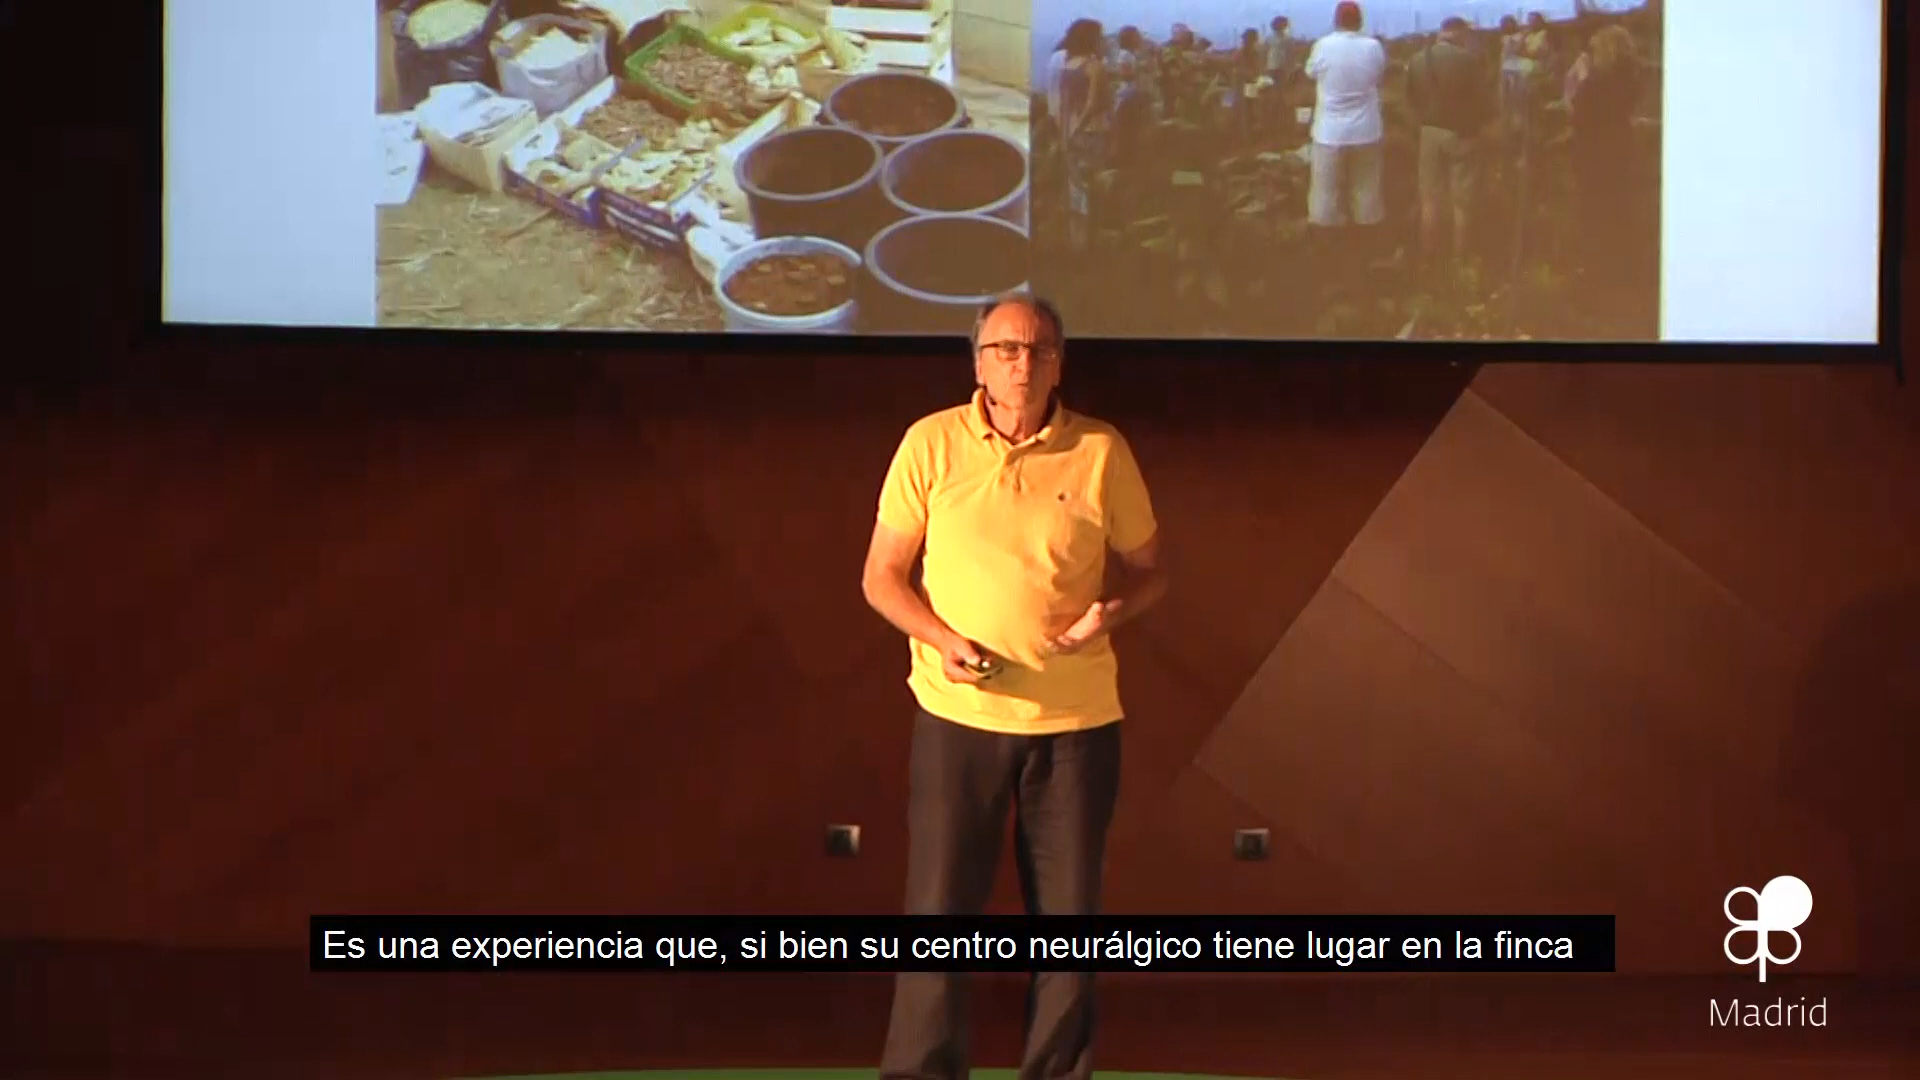 Es una experiencia que, si bien su centro neurálgico tiene lugar en la finca
Madrid